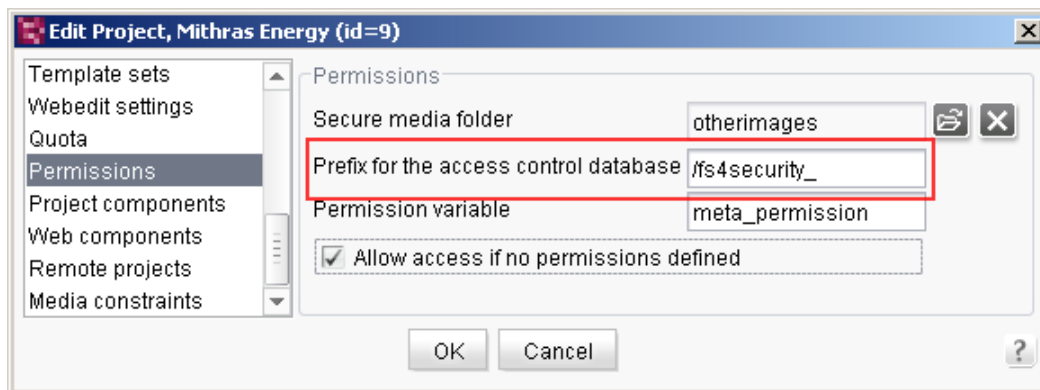 Edit Project, Mithras Energy (id=9)
Template sets
Webedit settings
Quota
Permissions
Project components
Web components
Remote projects
Media constraints
Permissions
Secure media folder otherimages
Prefix for the access control database /fs4security_
Permission variable meta_permission
Allow access if no permissions defined
OK Cancel
?